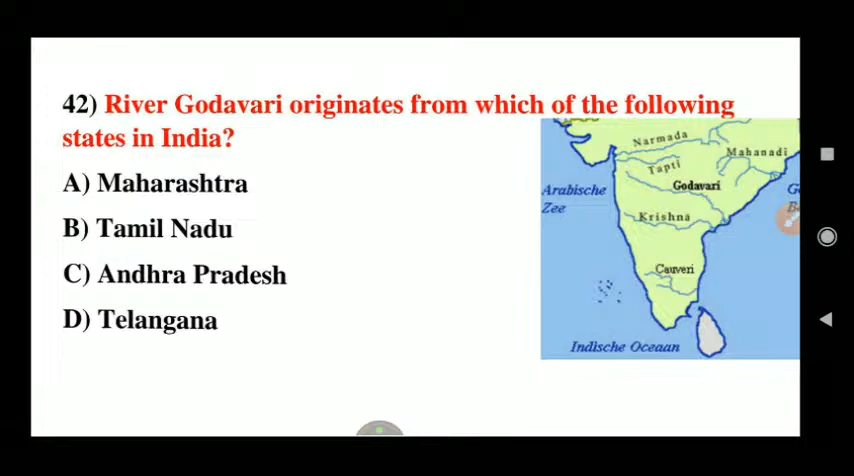 42) River Godavari originates from which of the following
states in India?
A) Maharashtra
B) Tamil Nadu
C) Andhra Pradesh
D) Telangana
Narmada
Mahanadi
Tapti
Godavari
Arabische
Zee
Krishna
Cauveri
Indische Oceaan